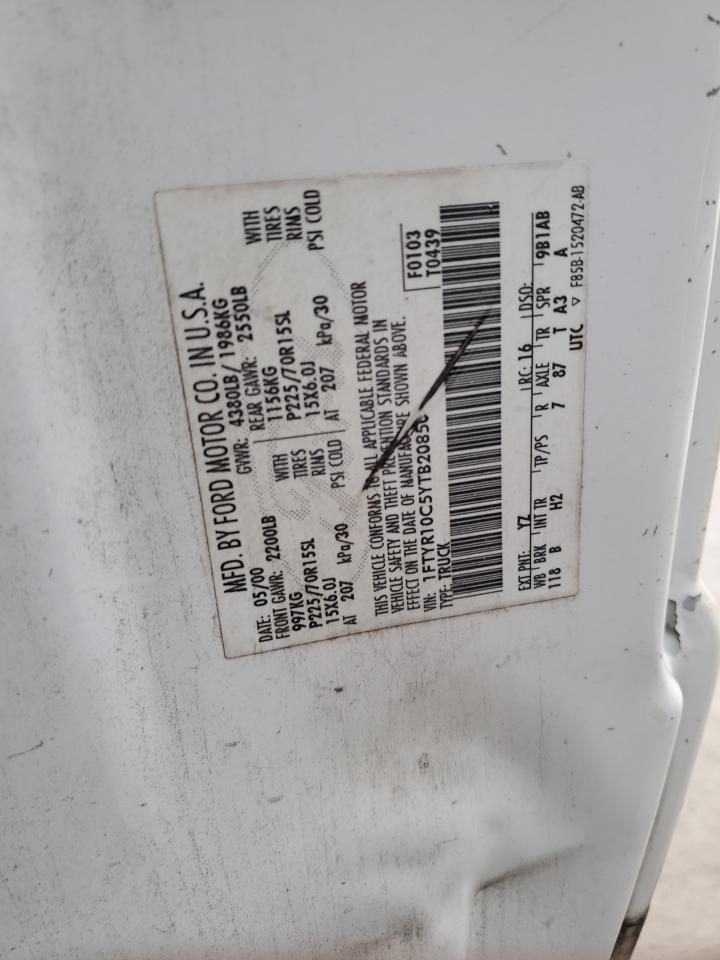 MFD. BY FORD MOTOR CO. IN U.S.A.
DATE: 05/00 GVWR: 4380LB/ 1986KG
FRONT GAWR: 2200LB REAR GAWR: 2550LB
997KG WITH 1156KG WITH
P225/70R15SL TIRES P225/70R15SL TIRES
15X6.0J RIMS 15X6.0J RIMS
AT 207 kPa/30 PSI COLD AT 207 kPa/30 PSI COLD
THIS VEHICLE CONFORMS TO ALL APPLICABLE FEDERAL MOTOR
VEHICLE SAFETY AND THEFT PREVENTION STANDARDS IN
EFFECT ON THE DATE OF MANUFACTURE SHOWN ABOVE.
VIN: 1FTYR10C5YTB2085
TYPE: TRUCK
F0103
T0439
EXT PNT: YZ RC: 16 DSO:
WB BRK INT TR TP/PS R AXLE TR SPR 9B1AB
118 B H2 7 87 T A3 A
UTC ▽ F85B-1520472-AB